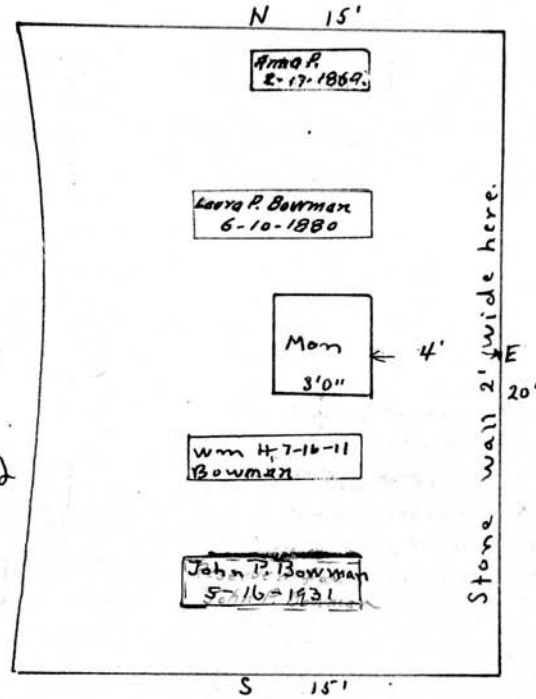 N 15'
Anna P.
2-17-1869.
Laura P. Bowman
6-10-1880
Mon
3'0"
4'
E
20'
Stone wall 2' wide here.
Wm H, 7-16-11
Bowman
John P. Bowman
5-16-1931
S 15'